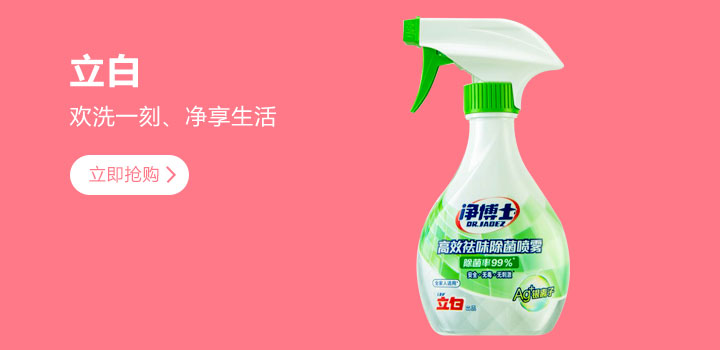 立白
欢洗一刻、净享生活
立即抢购
净博士
DR.JABEZ
高效祛味除菌喷雾
除菌率99%*
安全·无毒·无刺激*
全家人适用*
立白 出品
Ag+银离子